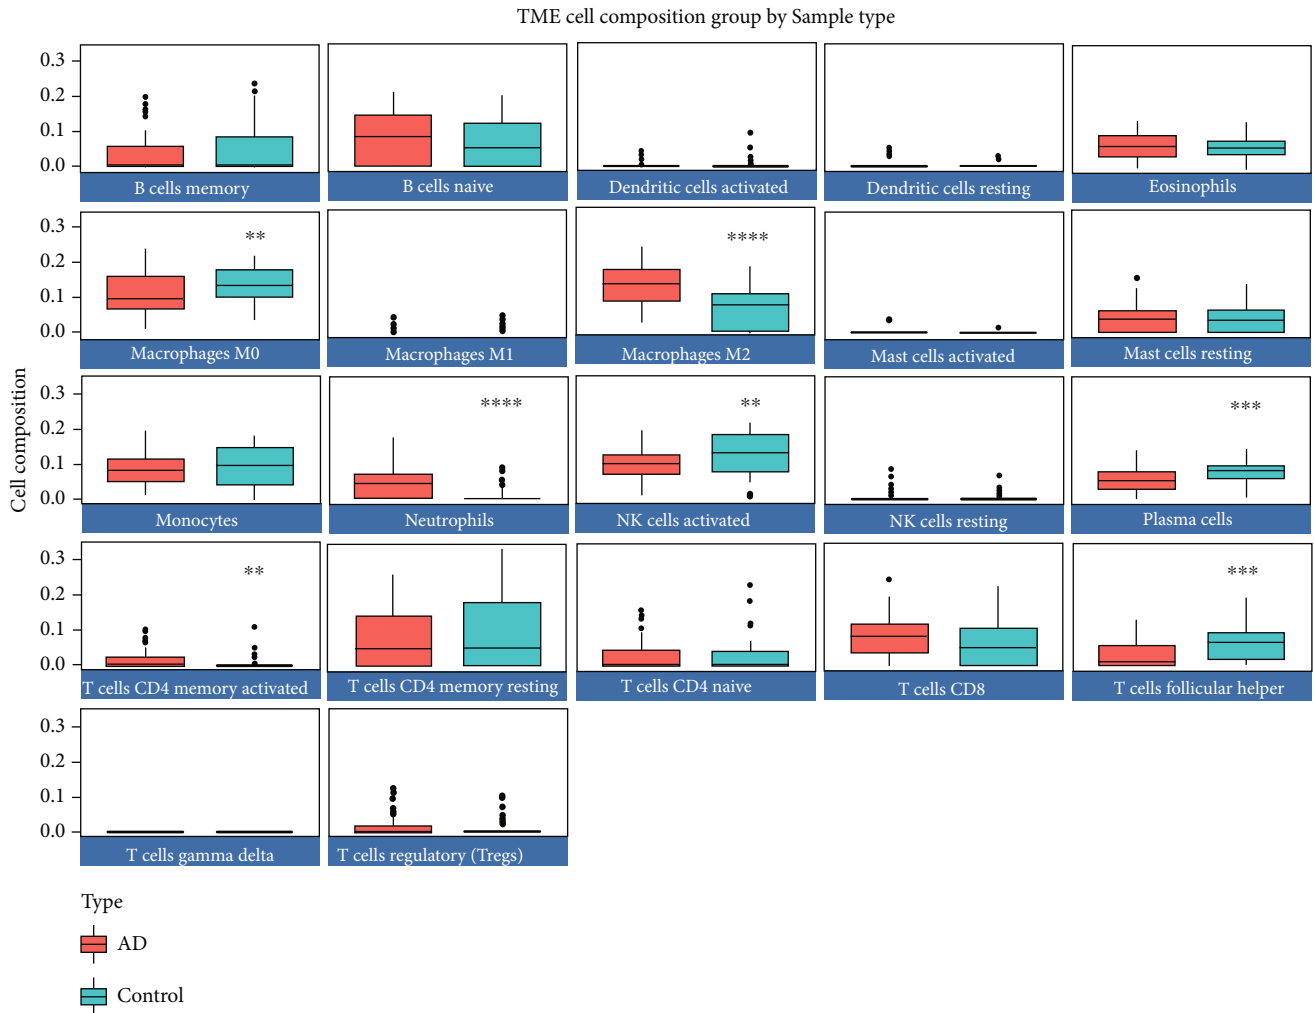 TME cell composition group by Sample type
Cell composition
0.3
0.2
0.1
0.0
B cells memory
B cells naive
Dendritic cells activated
Dendritic cells resting
Eosinophils
0.3
0.2
0.1
0.0
**
****
Macrophages M0
Macrophages M1
Macrophages M2
Mast cells activated
Mast cells resting
0.3
0.2
0.1
0.0
****
**
***
Monocytes
Neutrophils
NK cells activated
NK cells resting
Plasma cells
0.3
0.2
0.1
0.0
**
***
T cells CD4 memory activated
T cells CD4 memory resting
T cells CD4 naive
T cells CD8
T cells follicular helper
0.3
0.2
0.1
0.0
T cells gamma delta
T cells regulatory (Tregs)
Type
AD
Control